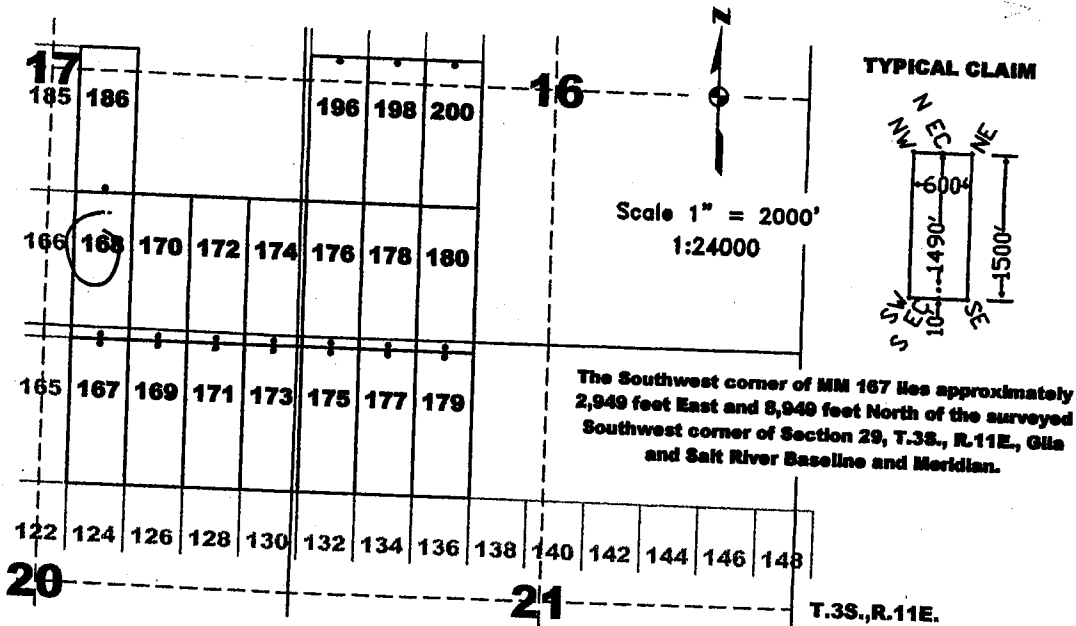 N
17
16
TYPICAL CLAIM
185 186
196 198 200
NW N EC NE
600'
Scale 1" = 2000'
1:24000
1490'
1500'
166 168 170 172 174 176 178 180
SW S EC SE
10'
165 167 169 171 173 175 177 179
The Southwest corner of MM 167 lies approximately
2,949 feet East and 8,949 feet North of the surveyed
Southwest corner of Section 29, T.3S., R.11E., Gila
and Salt River Baseline and Meridian.
122 124 126 128 130 132 134 136 138 140 142 144 146 148
20
21
T.3S.,R.11E.